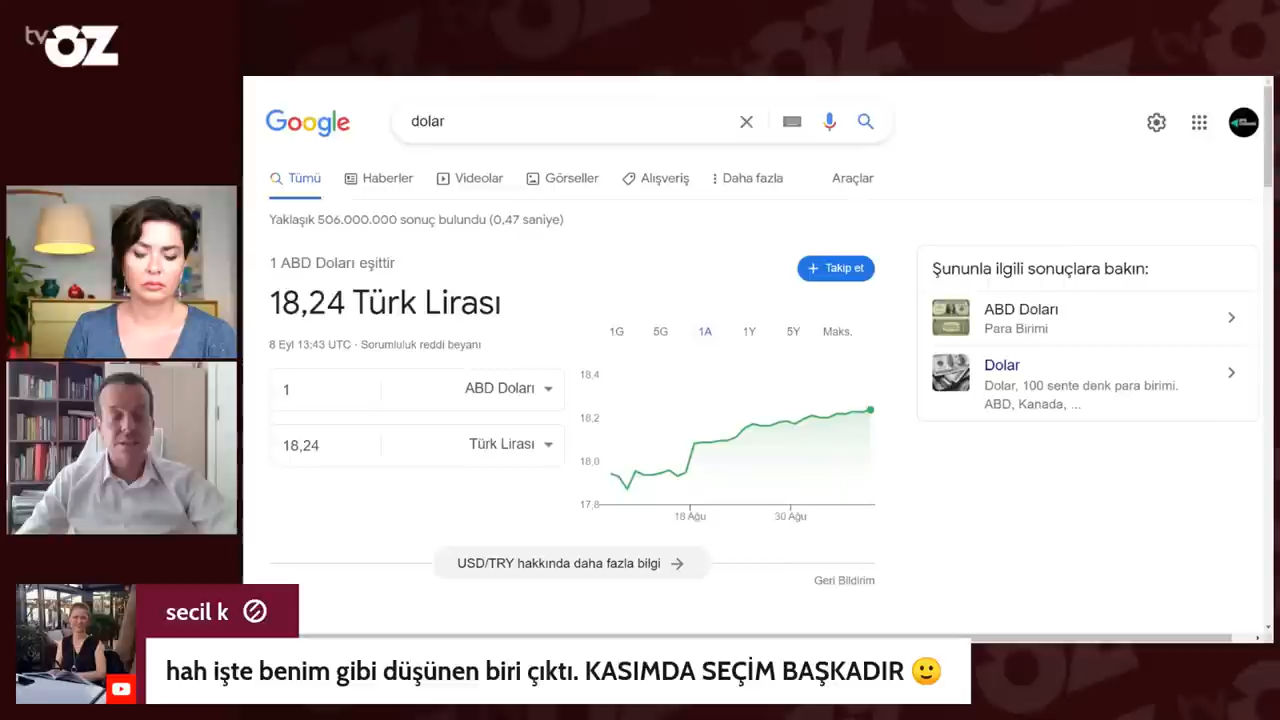 tv ÖZ
Google
dolar
Tümü
Haberler
Videolar
Görseller
Alışveriş
Daha fazla
Araçlar
Yaklaşık 506.000.000 sonuç bulundu (0,47 saniye)
1 ABD Doları eşittir
18,24 Türk Lirası
8 Eyl 13:43 UTC · Sorumluluk reddi beyanı
+ Takip et
1
ABD Doları
18,24
Türk Lirası
1G
5G
1A
1Y
5Y
Maks.
18,4
18,2
18,0
17,8
18 Ağu
30 Ağu
USD/TRY hakkında daha fazla bilgi
Geri Bildirim
Şununla ilgili sonuçlara bakın:
ABD Doları
Para Birimi
Dolar
Dolar, 100 sente denk para birimi.
ABD, Kanada, ...
secil k
hah işte benim gibi düşünen biri çıktı. KASIMDA SEÇİM BAŞKADIR 🙂